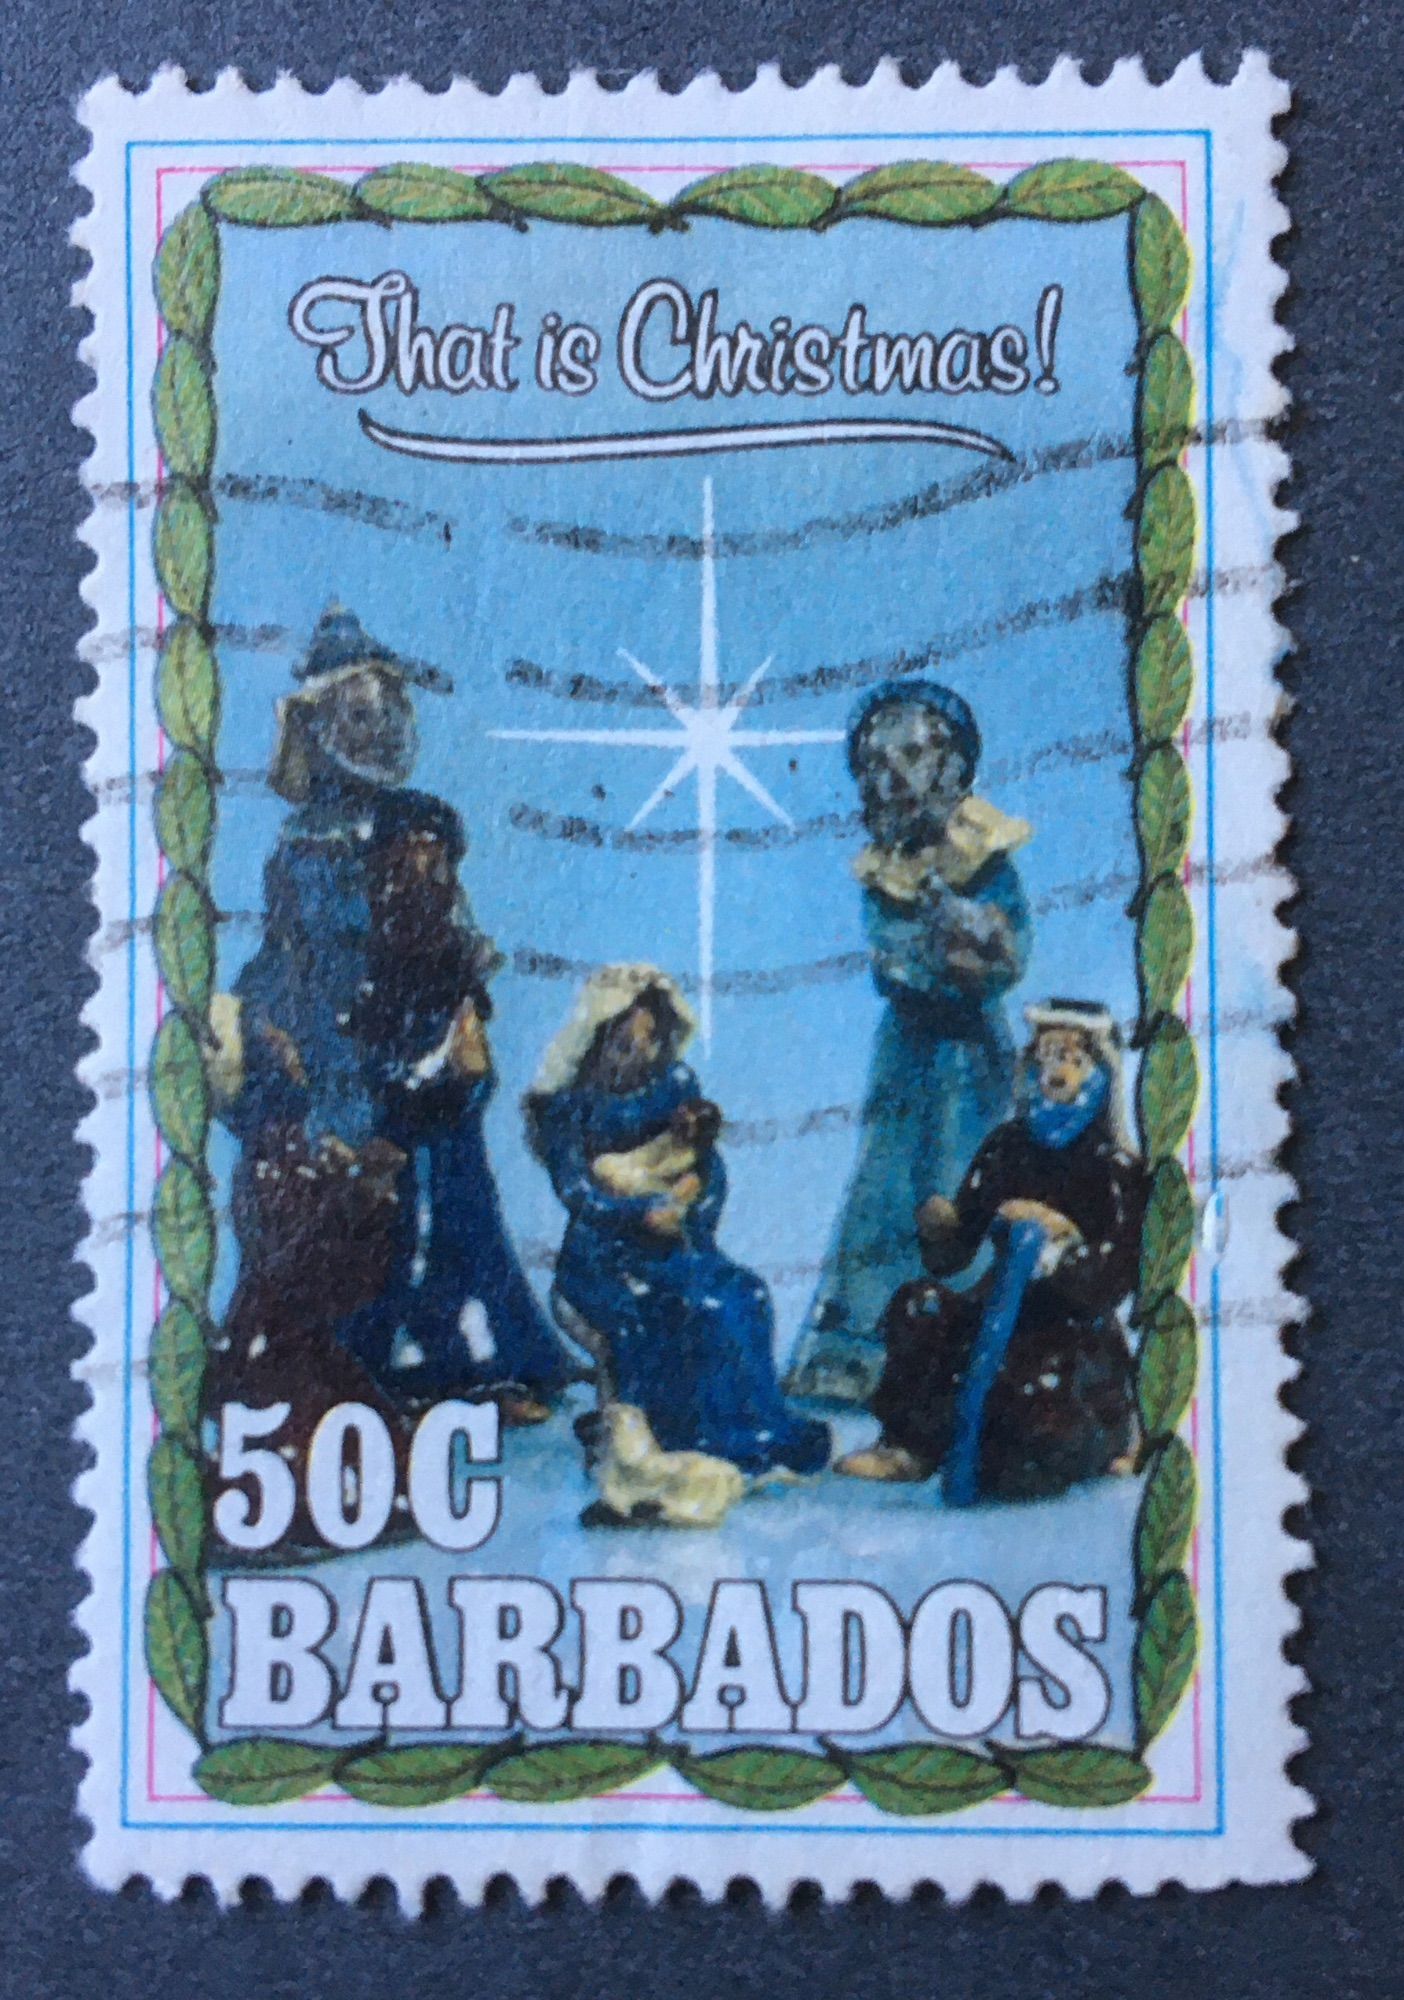 That is Christmas!
50C
BARBADOS